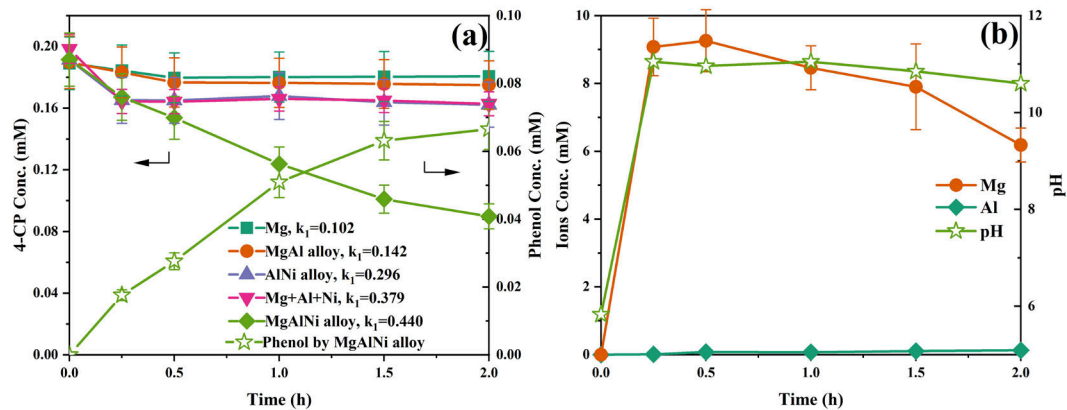 (a)
4-CP Conc. (mM)
0.20
0.16
0.12
0.08
0.04
0.00
0.0
0.5
1.0
1.5
2.0
Time (h)
0.10
0.08
0.06
0.04
0.02
0.00
Phenol Conc. (mM)
Mg, k₁=0.102
MgAl alloy, k₁=0.142
AlNi alloy, k₁=0.296
Mg+Al+Ni, k₁=0.379
MgAlNi alloy, k₁=0.440
Phenol by MgAlNi alloy
(b)
Ions Conc. (mM)
10
8
6
4
2
0
0.0
0.5
1.0
1.5
2.0
Time (h)
12
10
8
6
pH
Mg
Al
pH